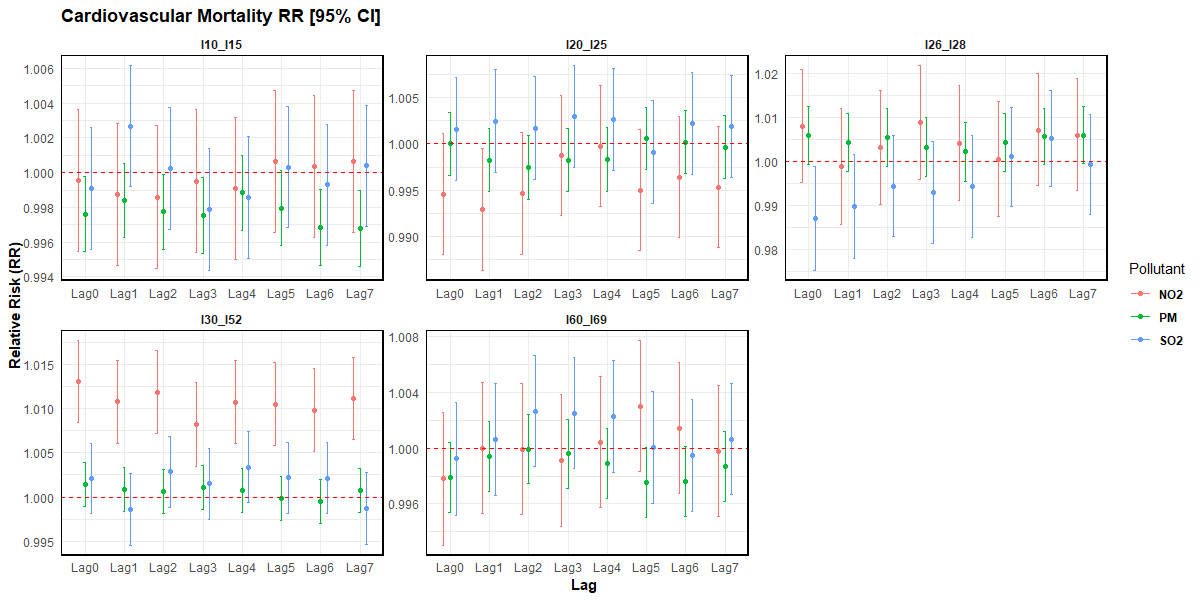 Cardiovascular Mortality RR [95% CI]
I10_I15
I20_I25
I26_I28
1.006
1.004
1.002
1.000
0.998
0.996
0.994
1.005
1.000
0.995
0.990
1.02
1.01
1.00
0.99
0.98
Lag0 Lag1 Lag2 Lag3 Lag4 Lag5 Lag6 Lag7
Lag0 Lag1 Lag2 Lag3 Lag4 Lag5 Lag6 Lag7
Lag0 Lag1 Lag2 Lag3 Lag4 Lag5 Lag6 Lag7
Relative Risk (RR)
I30_I52
I60_I69
1.015
1.010
1.005
1.000
0.995
1.008
1.004
1.000
0.996
Lag0 Lag1 Lag2 Lag3 Lag4 Lag5 Lag6 Lag7
Lag0 Lag1 Lag2 Lag3 Lag4 Lag5 Lag6 Lag7
Lag
Pollutant
NO2
PM
SO2